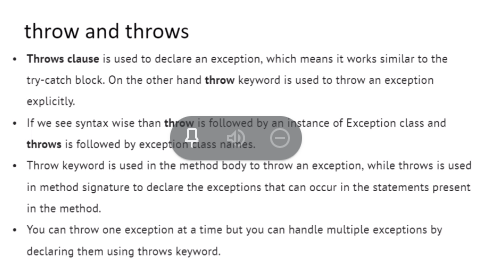 throw and throws
• Throws clause is used to declare an exception, which means it works similar to the
try-catch block. On the other hand throw keyword is used to throw an exception
explicitly.
• If we see syntax wise than throw is followed by an instance of Exception class and
throws is followed by exception class names.
• Throw keyword is used in the method body to throw an exception, while throws is used
in method signature to declare the exceptions that can occur in the statements present
in the method.
• You can throw one exception at a time but you can handle multiple exceptions by
declaring them using throws keyword.